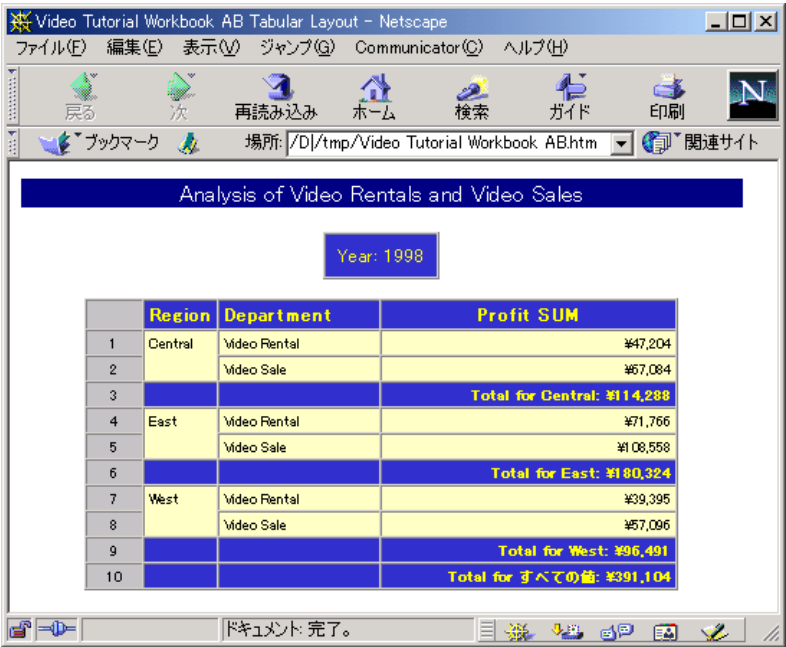 Video Tutorial Workbook AB Tabular Layout - Netscape
ファイル(F) 編集(E) 表示(V) ジャンプ(G) Communicator(C) ヘルプ(H)
戻る 次 再読み込み ホーム 検索 ガイド 印刷 N
ブックマーク 場所: /D|/tmp/Video Tutorial Workbook AB.htm 関連サイト
Analysis of Video Rentals and Video Sales
Year: 1998
Region Department Profit SUM
1 Central Video Rental ¥47,204
2 Video Sale ¥67,084
3 Total for Central: ¥114,288
4 East Video Rental ¥71,766
5 Video Sale ¥108,558
6 Total for East: ¥180,324
7 West Video Rental ¥39,395
8 Video Sale ¥57,096
9 Total for West: ¥96,491
10 Total for すべての値: ¥391,104
ドキュメント: 完了。